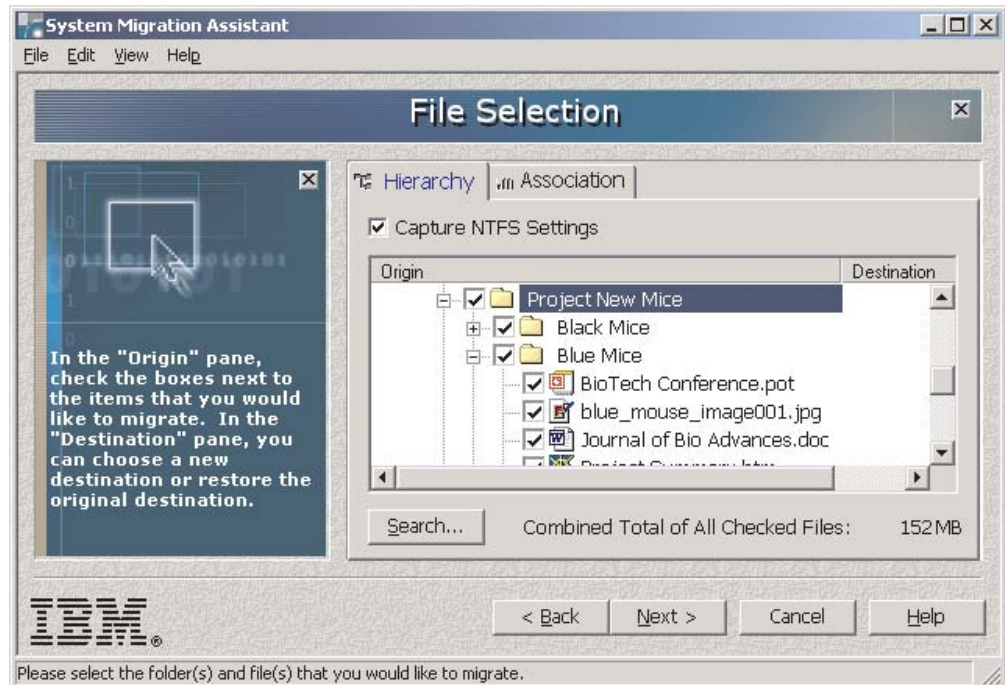 System Migration Assistant
File Edit View Help
File Selection
In the "Origin" pane,
check the boxes next to
the items that you would
like to migrate. In the
"Destination" pane, you
can choose a new
destination or restore the
original destination.
Hierarchy Association
Capture NTFS Settings
Origin Destination
Project New Mice
Black Mice
Blue Mice
BioTech Conference.pot
blue_mouse_image001.jpg
Journal of Bio Advances.doc
Project Summary.htm
Search... Combined Total of All Checked Files: 152MB
IBM®
< Back Next > Cancel Help
Please select the folder(s) and file(s) that you would like to migrate.